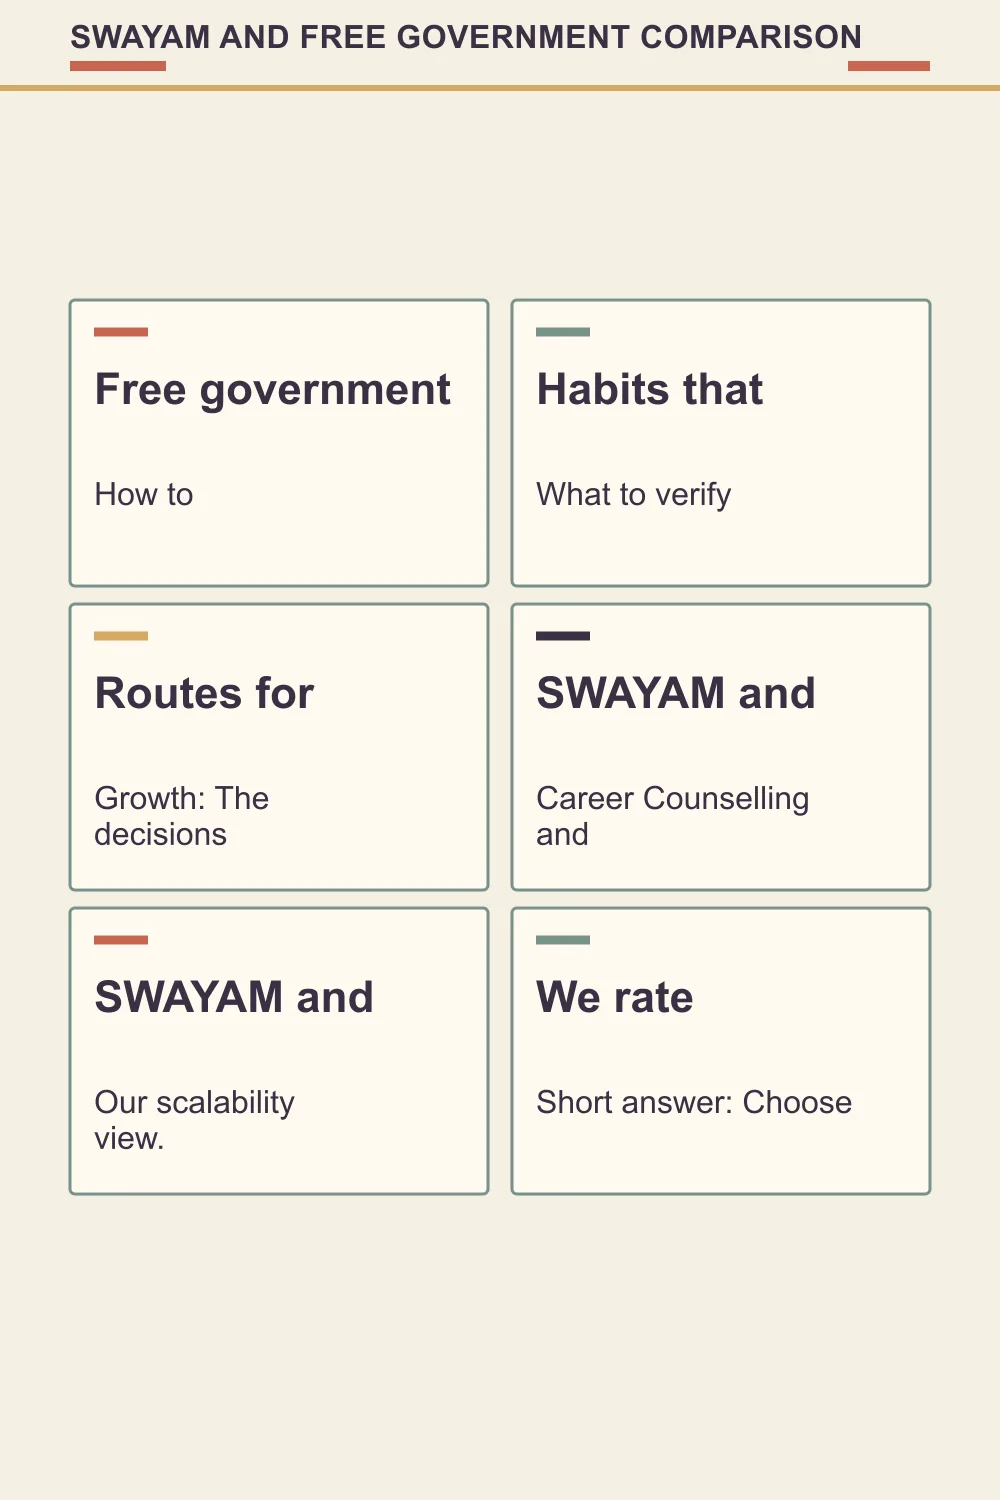 SWAYAM AND FREE GOVERNMENT COMPARISON
Free government
How to
Habits that
What to verify
Routes for
Growth: The
decisions
SWAYAM and
Career Counselling
and
SWAYAM and
Our scalability
view.
We rate
Short answer: Choose